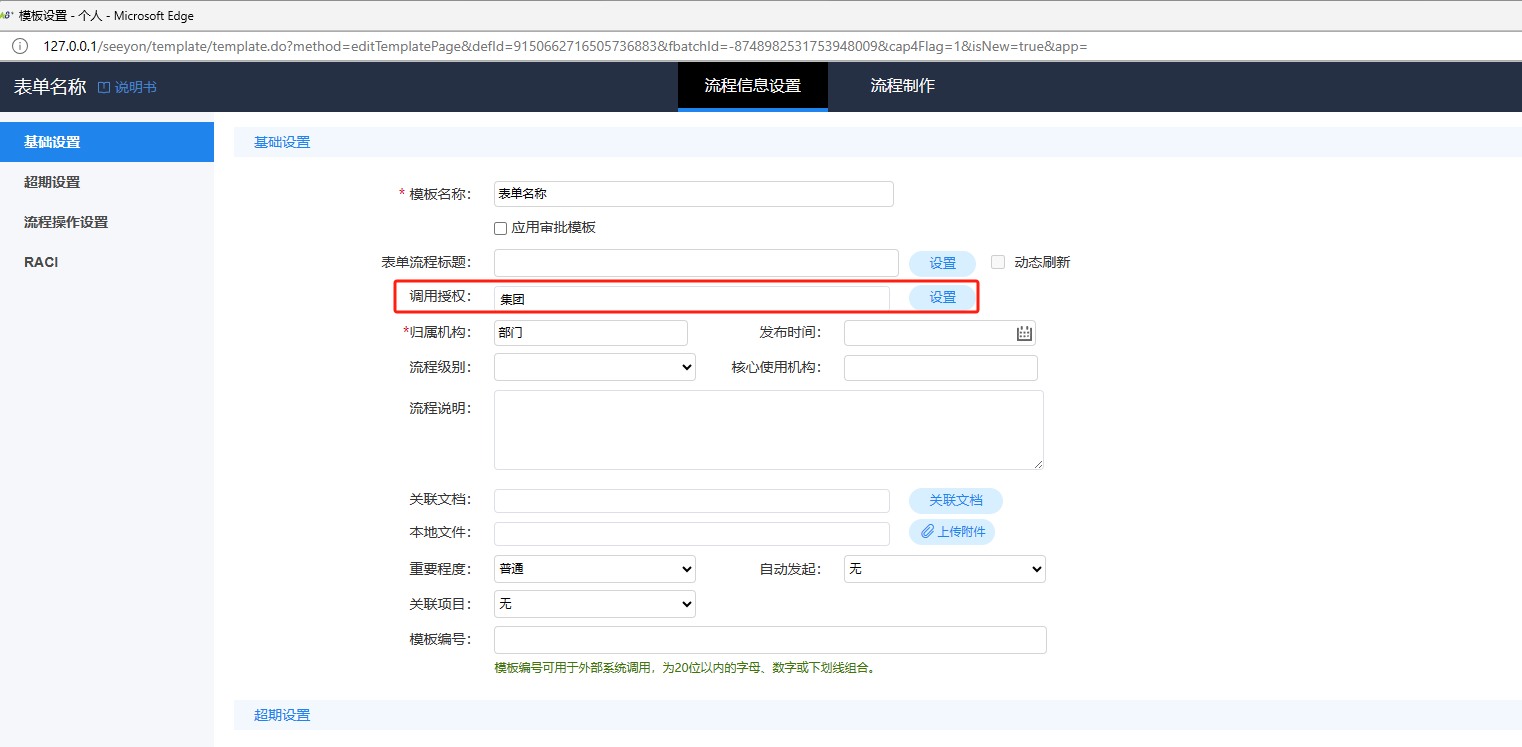 模板设置 - 个人 - Microsoft Edge
127.0.0.1/seeyon/template/template.do?method=editTemplatePage&defId=9150662716505736883&fbatchId=-8748982531753948009&cap4Flag=1&isNew=true&app=
表单名称 说明书 流程信息设置 流程制作
基础设置
超期设置
流程操作设置
RACI
基础设置
* 模板名称： 表单名称
应用审批模板
表单流程标题： 设置 动态刷新
调用授权： 集团 设置
*归属机构： 部门 发布时间：
流程级别： 核心使用机构：
流程说明：
关联文档： 关联文档
本地文件： 上传附件
重要程度： 普通 自动发起： 无
关联项目： 无
模板编号：
模板编号可用于外部系统调用，为20位以内的字母、数字或下划线组合。
超期设置